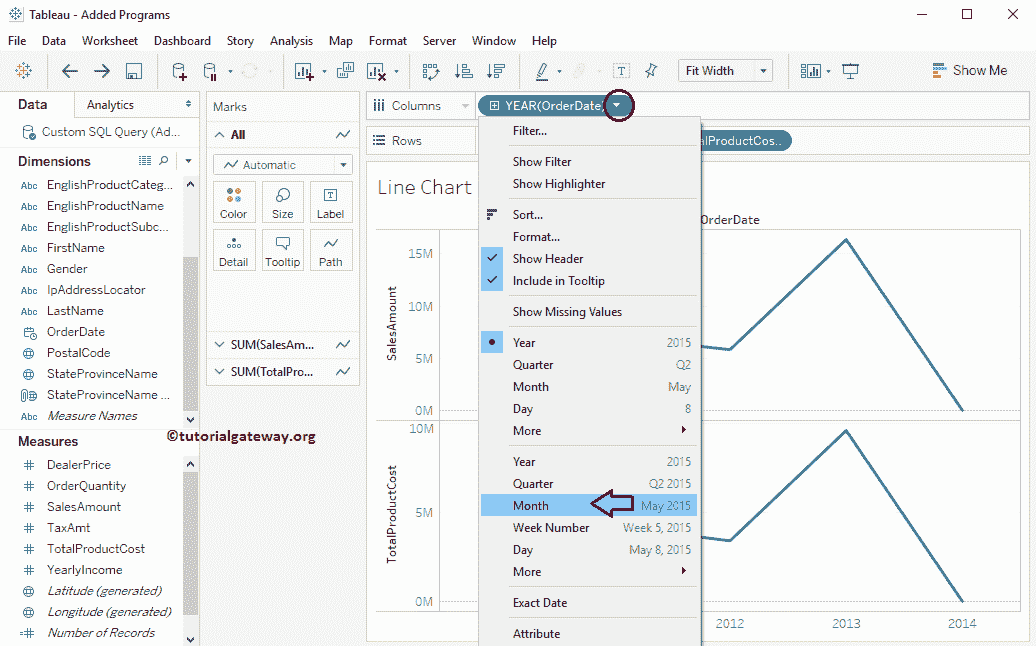 Tableau - Added Programs
File Data Worksheet Dashboard Story Analysis Map Format Server Window Help
Fit Width
Show Me
Data Analytics
Custom SQL Query (Ad...
Dimensions
Abc EnglishProductCateg...
Abc EnglishProductName
Abc EnglishProductSubc...
Abc FirstName
Abc Gender
Abc IpAddressLocator
Abc LastName
OrderDate
PostalCode
StateProvinceName
StateProvinceName ...
Abc Measure Names
Measures
# DealerPrice
# OrderQuantity
# SalesAmount
# TaxAmt
# TotalProductCost
# YearlyIncome
Latitude (generated)
Longitude (generated)
=# Number of Records
Marks
All
Automatic
Color Size Label
Detail Tooltip Path
SUM(SalesAm...
SUM(TotalPro...
©tutorialgateway.org
Columns YEAR(OrderDate
Rows alProductCos..
Line Chart
OrderDate
SalesAmount
15M
10M
5M
0M
TotalProductCost
10M
5M
0M
2012 2013 2014
Filter...
Show Filter
Show Highlighter
Sort...
Format...
Show Header
Include in Tooltip
Show Missing Values
Year 2015
Quarter Q2
Month May
Day 8
More
Year 2015
Quarter Q2 2015
Month May 2015
Week Number Week 5, 2015
Day May 8, 2015
More
Exact Date
Attribute